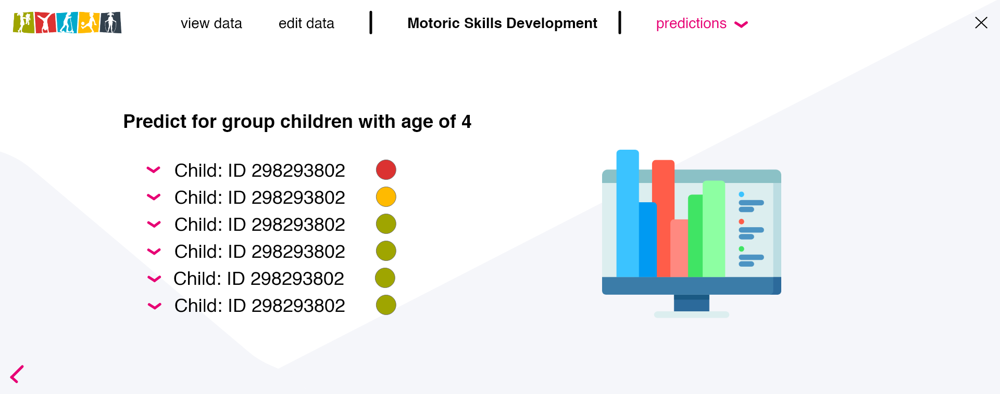 view data edit data Motoric Skills Development predictions
Predict for group children with age of 4
Child: ID 298293802
Child: ID 298293802
Child: ID 298293802
Child: ID 298293802
Child: ID 298293802
Child: ID 298293802